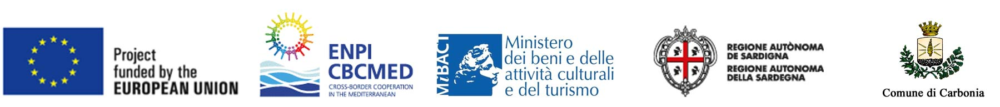 Project
funded by the
EUROPEAN UNION
ENPI
CBCMED
CROSS-BORDER COOPERATION
IN THE MEDITERRANEAN
MiBACT
Ministero
dei beni e delle
attività culturali
e del turismo
REGIONE AUTÒNOMA
DE SARDIGNA
REGIONE AUTONOMA
DELLA SARDEGNA
Comune di Carbonia